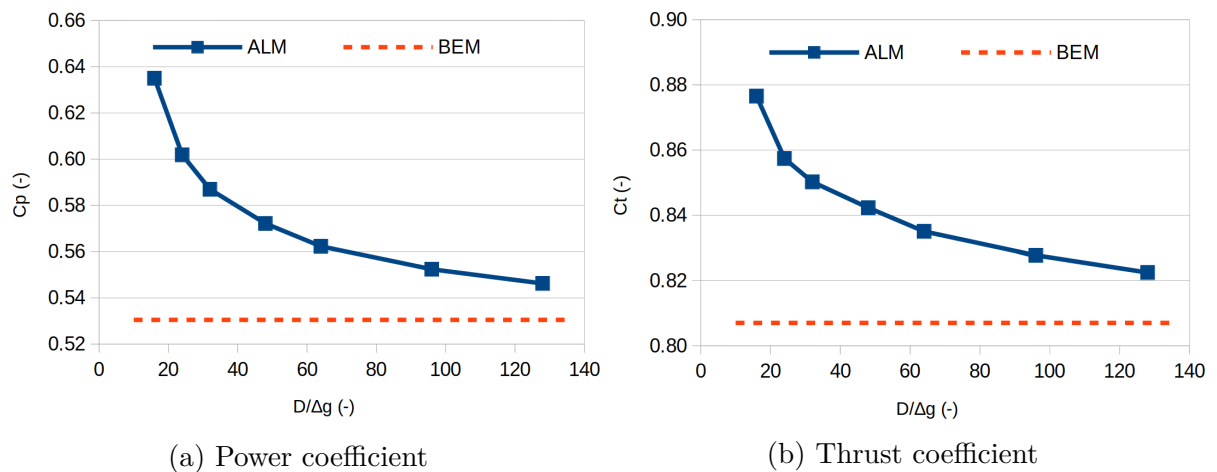 0.66
0.64
0.62
0.60
0.58
0.56
0.54
0.52
Cp (-)
ALM
BEM
0 20 40 60 80 100 120 140
D/Δg (-)
(a) Power coefficient
0.90
0.88
0.86
0.84
0.82
0.80
Ct (-)
ALM
BEM
0 20 40 60 80 100 120 140
D/Δg (-)
(b) Thrust coefficient